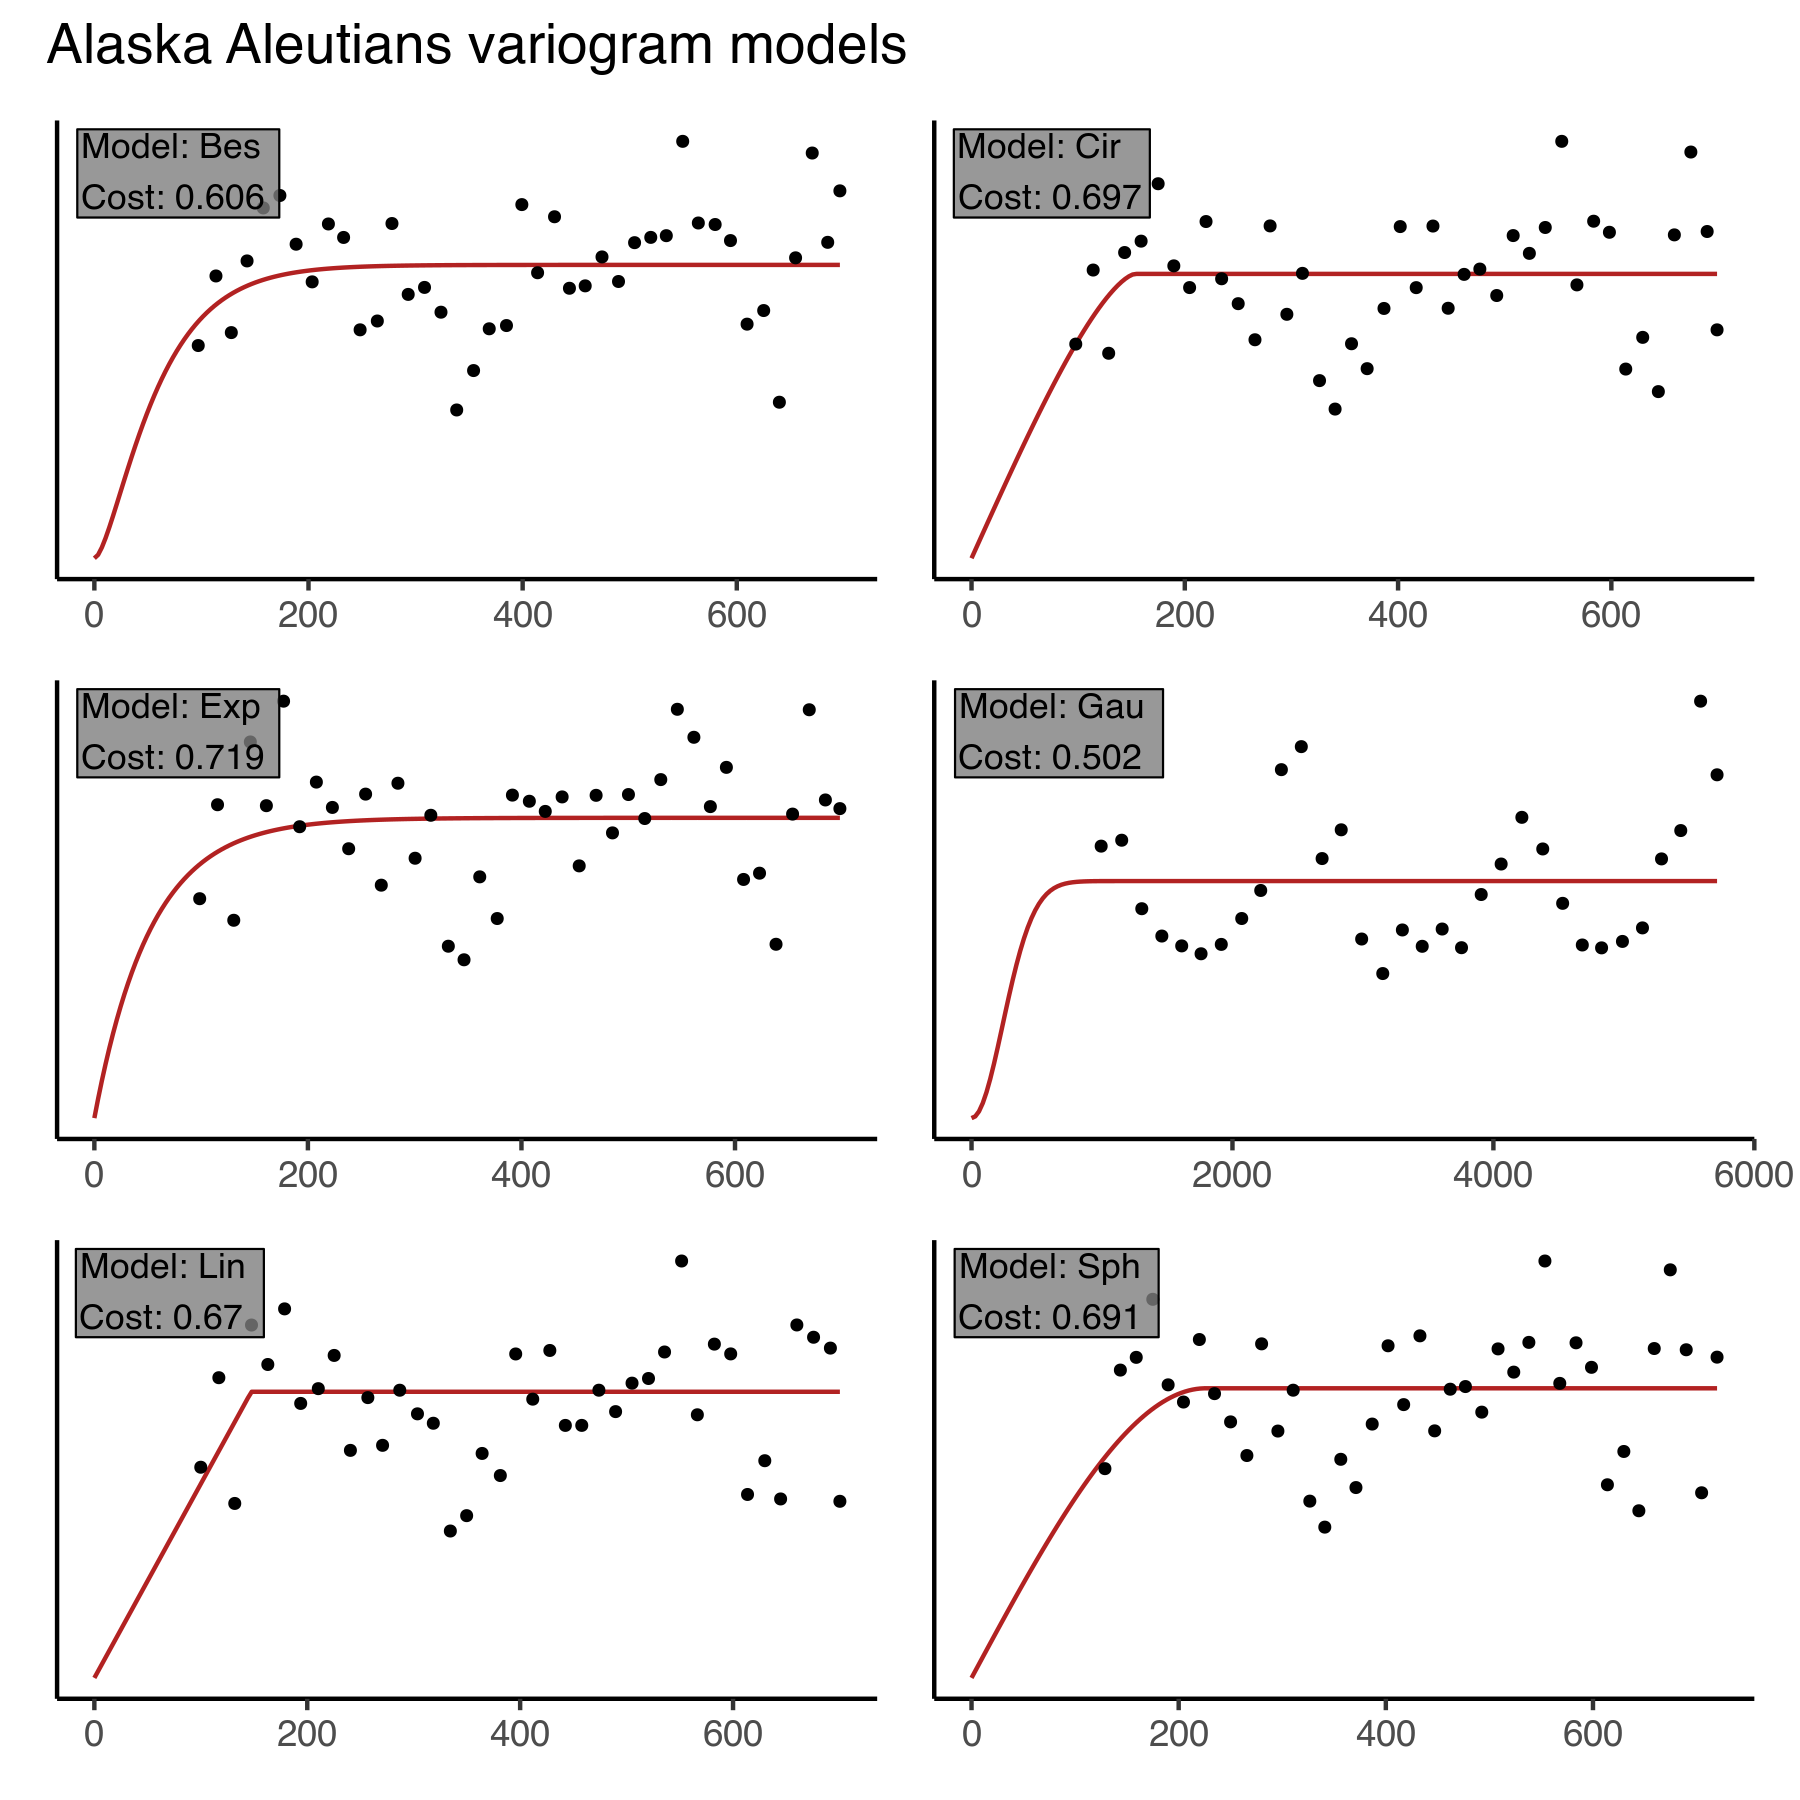 Alaska Aleutians variogram models
Model: Bes
Cost: 0.606
0 200 400 600
Model: Cir
Cost: 0.697
0 200 400 600
Model: Exp
Cost: 0.719
0 200 400 600
Model: Gau
Cost: 0.502
0 2000 4000 6000
Model: Lin
Cost: 0.67
0 200 400 600
Model: Sph
Cost: 0.691
0 200 400 600